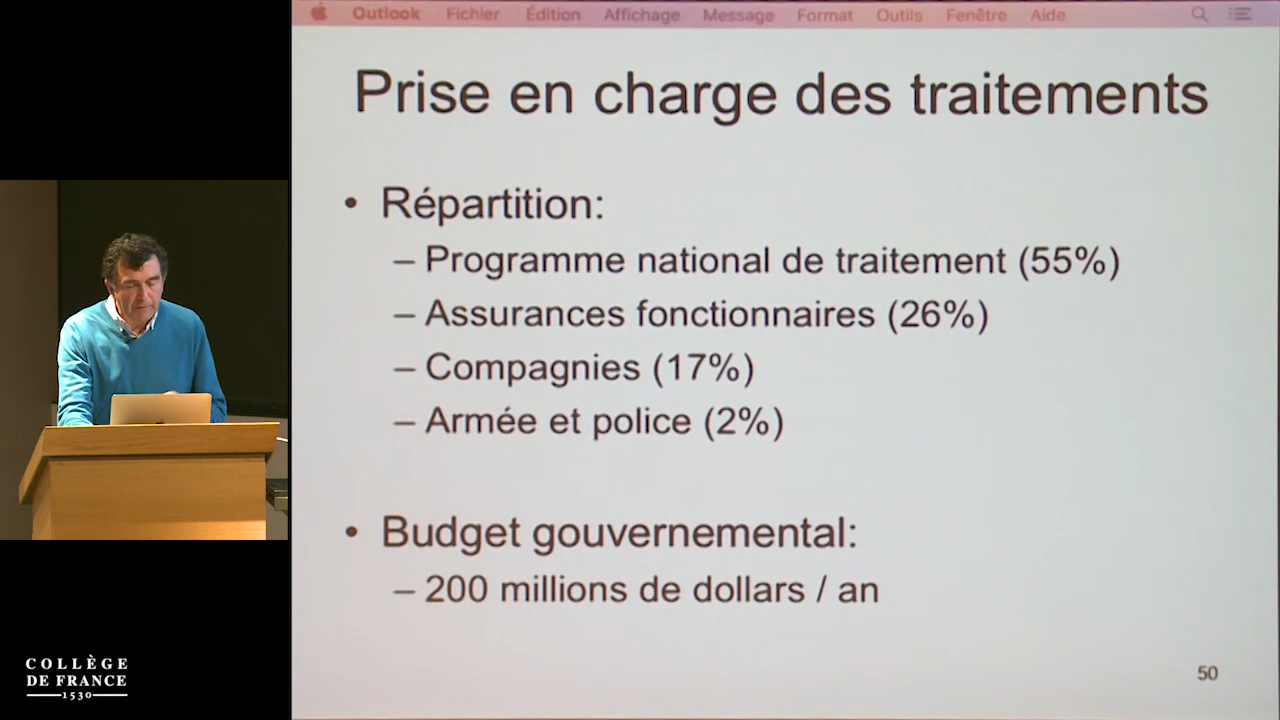 Outlook Fichier Édition Affichage Message Format Outils Fenêtre Aide
Prise en charge des traitements
• Répartition:
– Programme national de traitement (55%)
– Assurances fonctionnaires (26%)
– Compagnies (17%)
– Armée et police (2%)
• Budget gouvernemental:
– 200 millions de dollars / an
50
COLLÈGE
DE FRANCE
1530